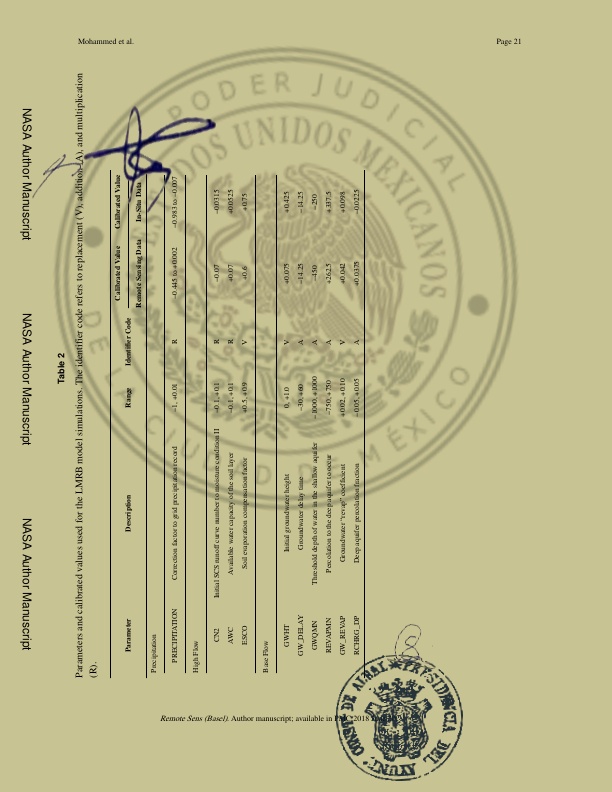 Mohammed et al.
Page 21
NASA Author Manuscript
NASA Author Manuscript
NASA Author Manuscript
Table 2
Parameters and calibrated values used for the LMRB model simulations. The identifier code refers to replacement (V), addition (A), and multiplication
(R).
Parameter Description Range Identifier Code Calibrated Value Remote Sensing Data Calibrated Value In-Situ Data
Precipitation
PRECIPITATION Correction factor to grid precipitation record −1, +0.01 R −0.445 to +0.002 −0.983 to −0.007
High Flow
CN2 Initial SCS runoff curve number to moisture condition II −0.1, +0.1 R −0.07 −0.0315
AWC Available water capacity of the soil layer −0.1, +0.1 R +0.07 +0.0525
ESCO Soil evaporation compensation factor +0.5, +0.9 V +0.6 +0.75
Base Flow
GWHT Initial groundwater height 0, +1.0 V +0.075 +0.425
GW_DELAY Groundwater delay time −30, +60 A −14.25 −14.25
GWQMN Threshold depth of water in the shallow aquifer −1000, +1000 A −450 −250
REVAPMN Percolation to the deep aquifer to occur −750, +750 A +262.5 +337.5
GW_REVAP Groundwater "revap" coefficient +0.02, +0.10 V +0.042 +0.098
RCHRG_DP Deep aquifer percolation fraction −0.05, +0.05 A +0.0375 −0.0225
PODER JUDICIAL
ESTADOS UNIDOS MEXICANOS
DE LA CIUDAD DE MÉXICO
Remote Sens (Basel). Author manuscript; available in PMC 2018
PRESIDENCIA DEL
AYUNT.